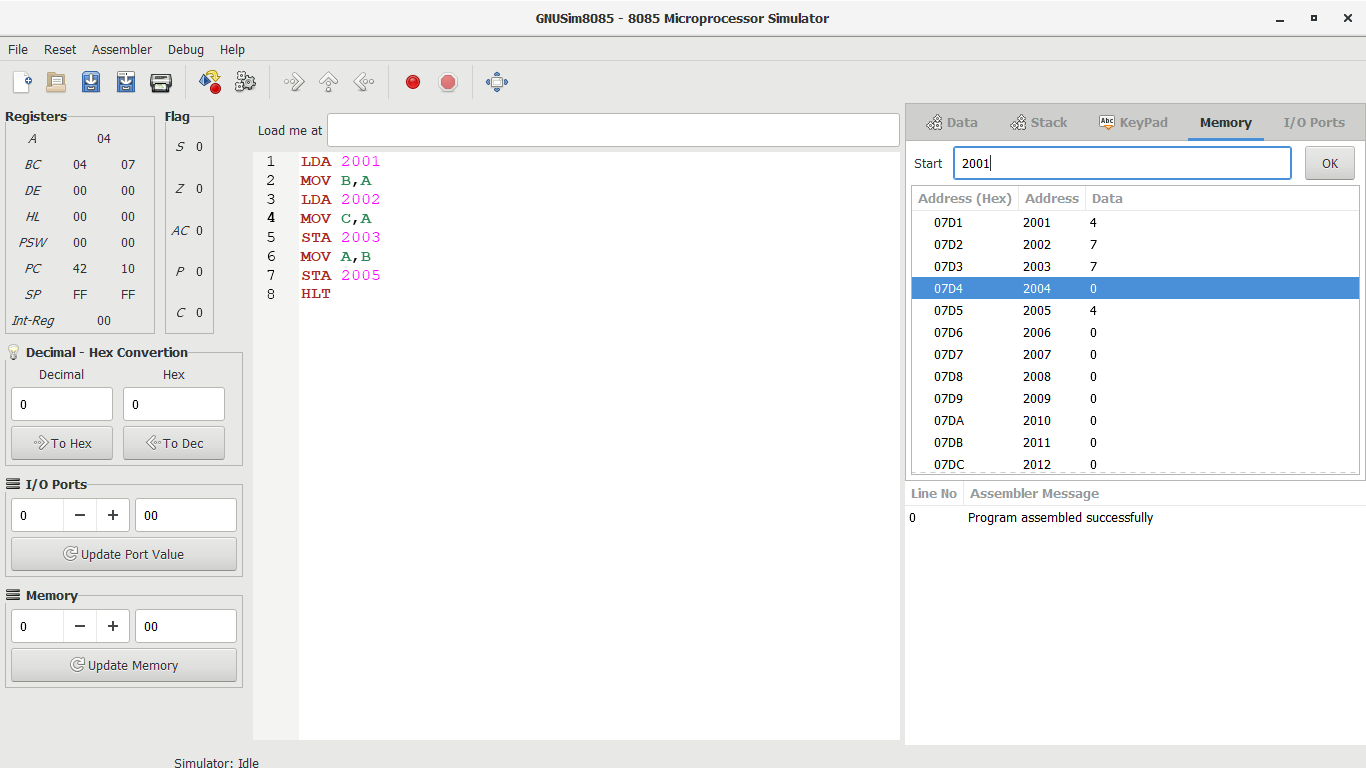 GNUSim8085 - 8085 Microprocessor Simulator
File Reset Assembler Debug Help
Registers
A 04
BC 04 07
DE 00 00
HL 00 00
PSW 00 00
PC 42 10
SP FF FF
Int-Reg 00
Flag
S 0
Z 0
AC 0
P 0
C 0
Decimal - Hex Convertion
Decimal Hex
0 0
To Hex To Dec
I/O Ports
0 − + 00
Update Port Value
Memory
0 − + 00
Update Memory
Load me at
1 LDA 2001
2 MOV B,A
3 LDA 2002
4 MOV C,A
5 STA 2003
6 MOV A,B
7 STA 2005
8 HLT
Data Stack Abc KeyPad Memory I/O Ports
Start 2001 OK
Address (Hex) Address Data
07D1 2001 4
07D2 2002 7
07D3 2003 7
07D4 2004 0
07D5 2005 4
07D6 2006 0
07D7 2007 0
07D8 2008 0
07D9 2009 0
07DA 2010 0
07DB 2011 0
07DC 2012 0
Line No Assembler Message
0 Program assembled successfully
Simulator: Idle